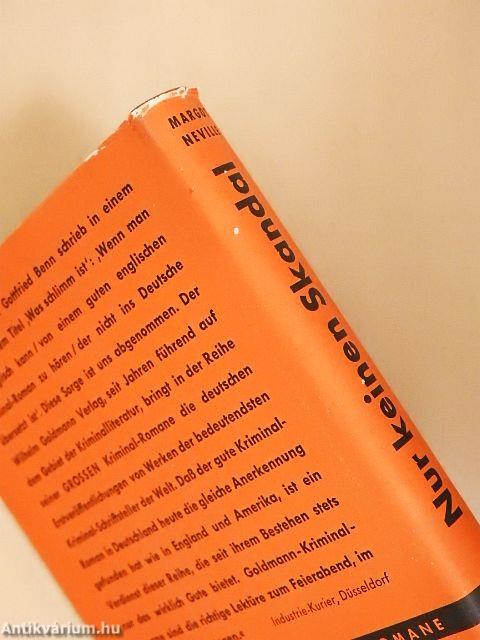 MARGOT
NEVILLE
Nur keinen Skandal
ROMANE
Gottfried Benn schrieb in einem
Titel ‚Was schlimm ist': ‚Wenn man
kann/von einem guten englischen
zu hören/der nicht ins Deutsche
übersetzt ist' Diese Sorge ist uns abgenommen. Der
Wilhelm Goldmann Verlag, seit Jahren führend auf
dem Gebiet der Kriminalliteratur, bringt in der Reihe
seiner GROSSEN Kriminal-Romane die deutschen
Erstveröffentlichungen von Werken der bedeutendsten
Kriminal-Schriftsteller der Welt. Daß der gute Kriminal-
Roman in Deutschland heute die gleiche Anerkennung
gefunden hat wie in England und Amerika, ist ein
Verdienst dieser Reihe, die seit ihrem Bestehen stets
nur das wirklich Gute bietet. Goldmann-Kriminal-
sind die richtige Lektüre zum Feierabend, im
Industrie-Kurier, Düsseldorf
Antikvárium.hu